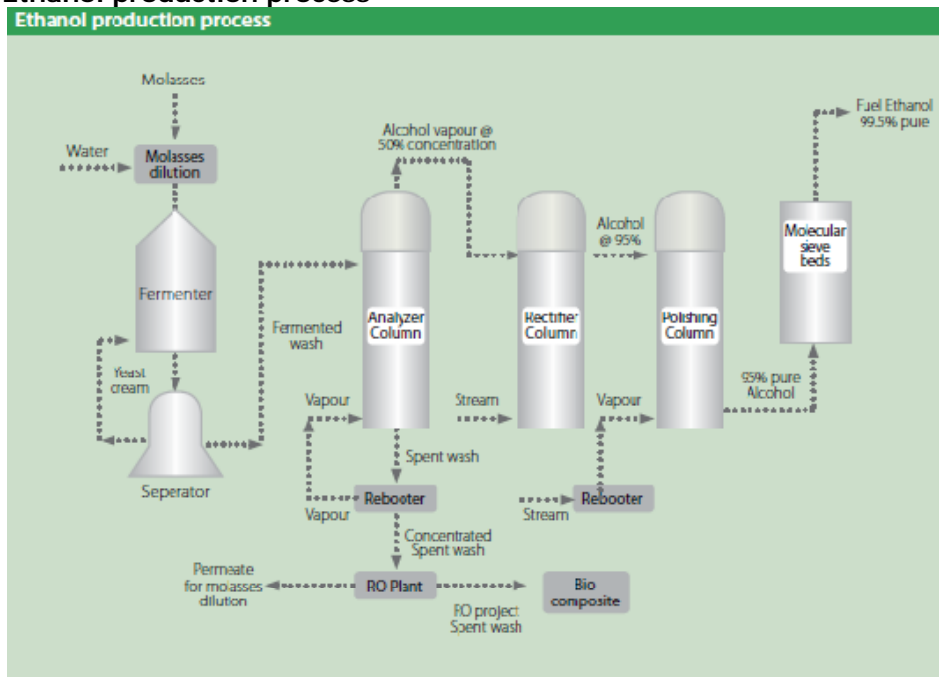 Ethanol production process
Ethanol production process
Molasses
Water
Molasses
dilution
Fermenter
Yeast
cream
Seperator
Fermented
wash
Alcohol vapour @
50% concentration
Analyzer
Column
Vapour
Spent wash
Rebooter
Vapour
Concentrated
Spent wash
RO Plant
Permeate
for molasses
dilution
RO project
Spent wash
Bio
composite
Stream
Rectifier
Column
Alcohol
@ 95%
Polishing
Column
Vapour
Rebooter
Stream
95% pure
Alcohol
Molecular
sieve
beds
Fuel Ethanol
99.5% pure